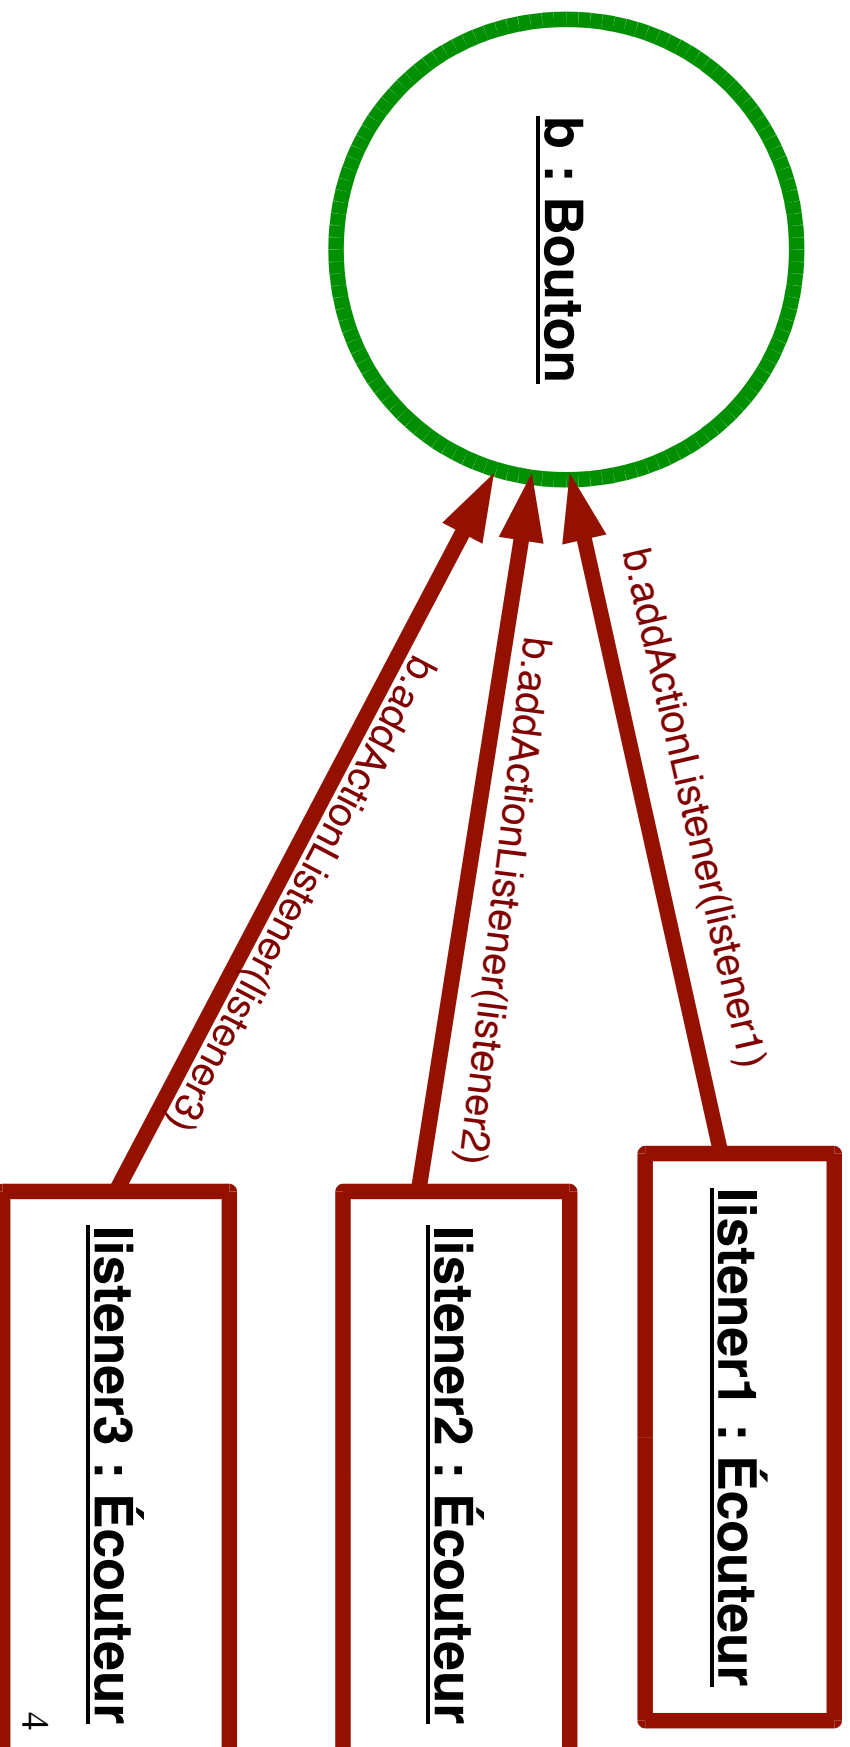 b : Bouton
b.addActionListener(listener1)
listener1 : Écouteur
b.addActionListener(listener2)
listener2 : Écouteur
b.addActionListener(listener3)
listener3 : Écouteur
4